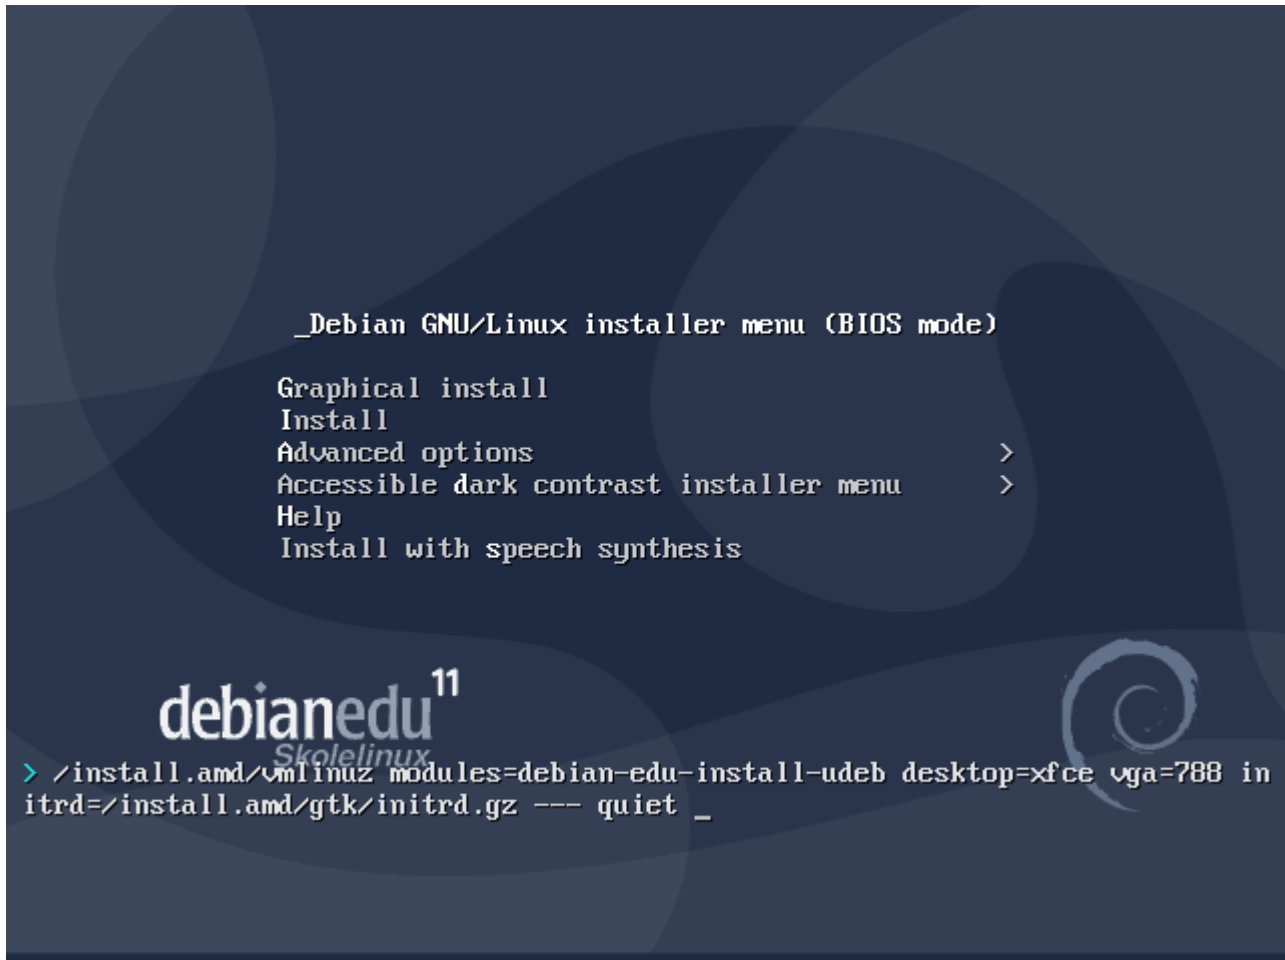 _Debian GNU/Linux installer menu (BIOS mode)
Graphical install
Install
Advanced options >
Accessible dark contrast installer menu >
Help
Install with speech synthesis
debianedu 11
Skolelinux
> /install.amd/vmlinuz modules=debian-edu-install-udeb desktop=xfce vga=788 in
itrd=/install.amd/gtk/initrd.gz --- quiet _